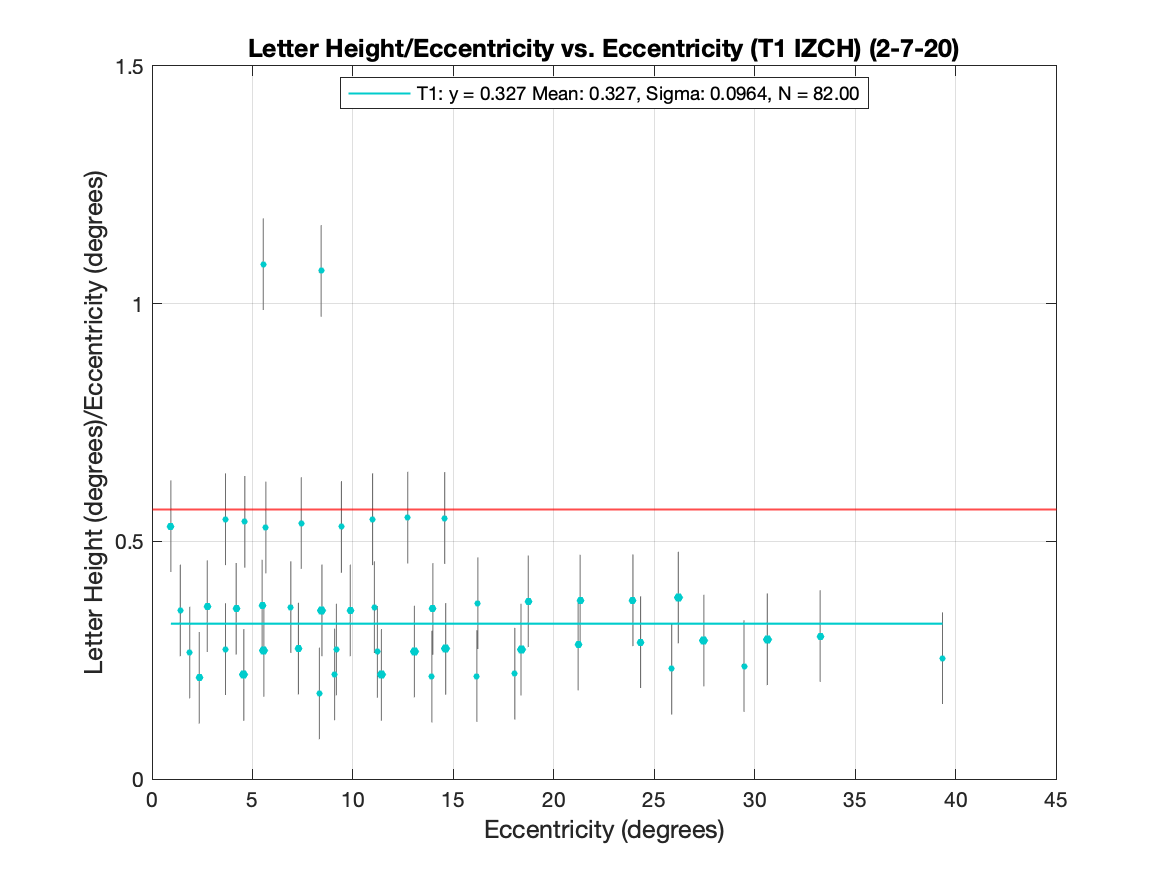 Letter Height/Eccentricity vs. Eccentricity (T1 IZCH) (2-7-20)
T1: y = 0.327 Mean: 0.327, Sigma: 0.0964, N = 82.00
Letter Height (degrees)/Eccentricity (degrees)
1.5
1
0.5
0
0 5 10 15 20 25 30 35 40 45
Eccentricity (degrees)